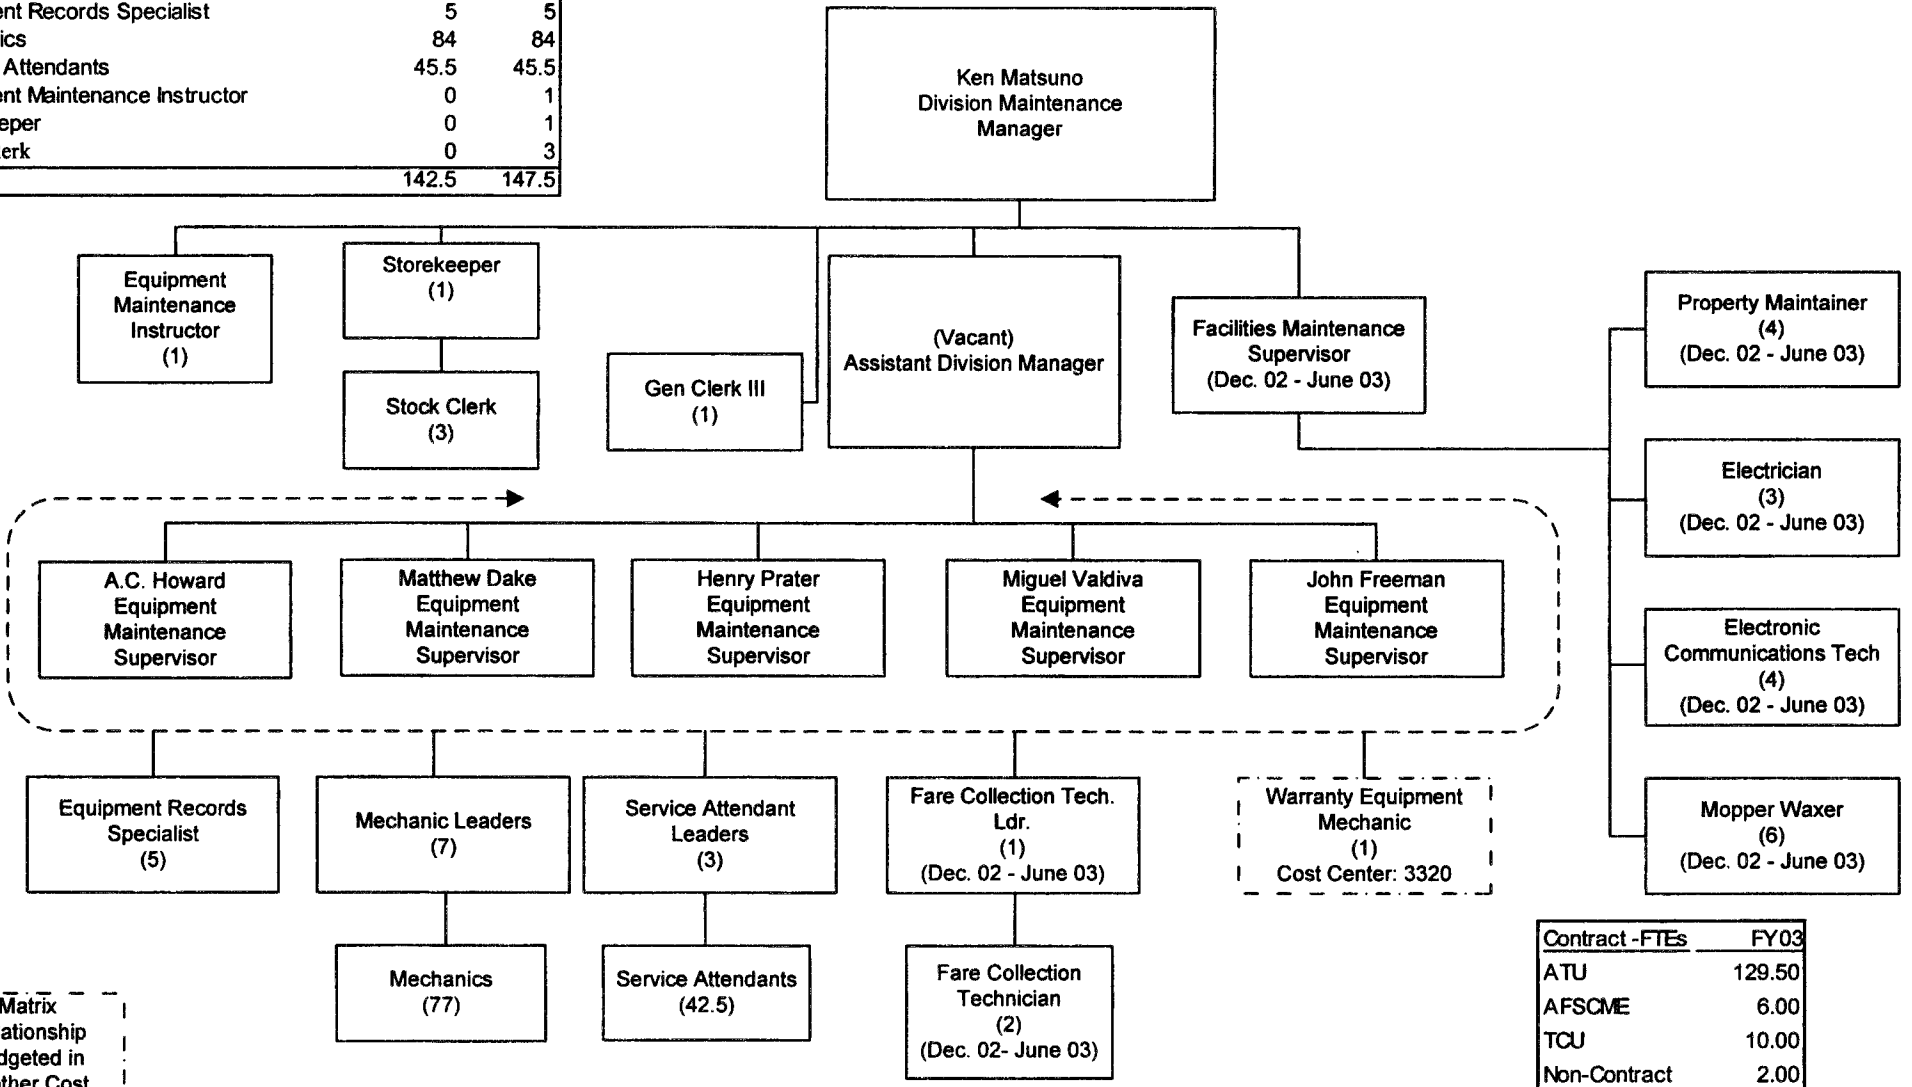 ent Records Specialist 5 5
ics 84 84
Attendants 45.5 45.5
ent Maintenance Instructor 0 1
eper 0 1
lerk 0 3
142.5 147.5
Ken Matsuno
Division Maintenance
Manager
Equipment
Maintenance
Instructor
(1)
Storekeeper
(1)
Stock Clerk
(3)
Gen Clerk III
(1)
(Vacant)
Assistant Division Manager
Facilities Maintenance
Supervisor
(Dec. 02 - June 03)
Property Maintainer
(4)
(Dec. 02 - June 03)
Electrician
(3)
(Dec. 02 - June 03)
Electronic
Communications Tech
(4)
(Dec. 02 - June 03)
Mopper Waxer
(6)
(Dec. 02 - June 03)
A.C. Howard
Equipment
Maintenance
Supervisor
Matthew Dake
Equipment
Maintenance
Supervisor
Henry Prater
Equipment
Maintenance
Supervisor
Miguel Valdiva
Equipment
Maintenance
Supervisor
John Freeman
Equipment
Maintenance
Supervisor
Equipment Records
Specialist
(5)
Mechanic Leaders
(7)
Service Attendant
Leaders
(3)
Fare Collection Tech.
Ldr.
(1)
(Dec. 02 - June 03)
Warranty Equipment
Mechanic
(1)
Cost Center: 3320
Mechanics
(77)
Service Attendants
(42.5)
Fare Collection
Technician
(2)
(Dec. 02- June 03)
Matrix
ationship
dgeted in
ther Cost
Contract -FTEs FY03
ATU 129.50
AFSCME 6.00
TCU 10.00
Non-Contract 2.00